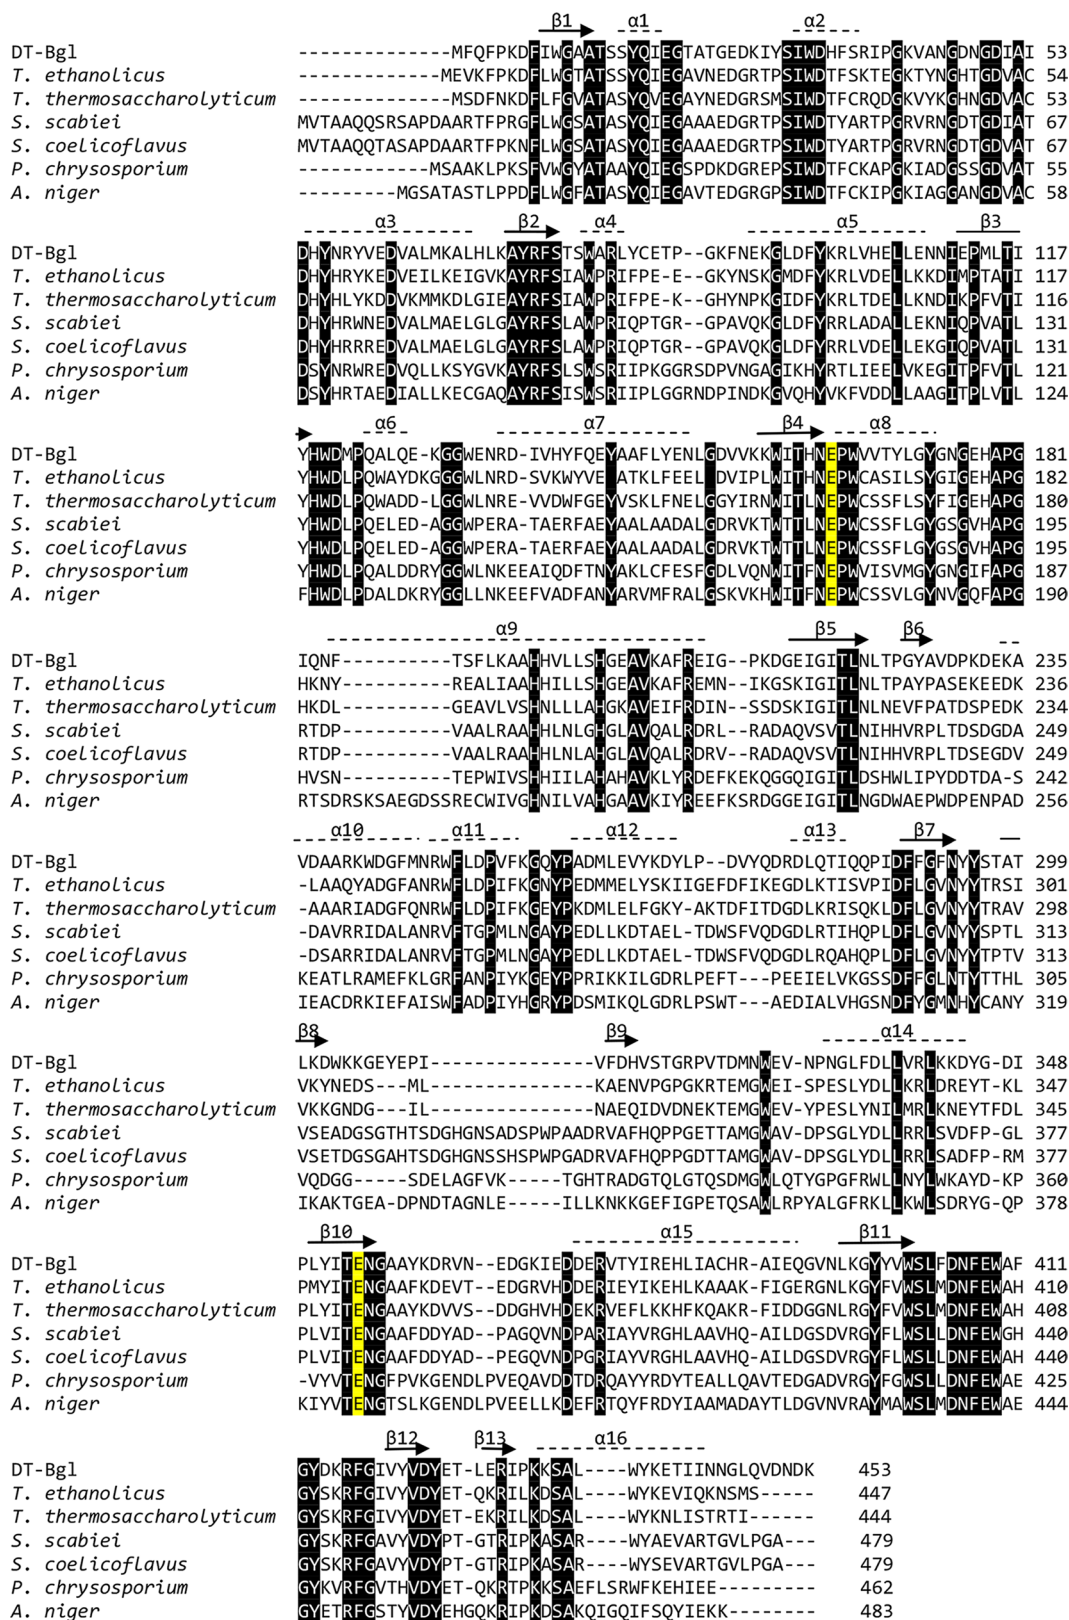 β1 α1 α2
DT-Bgl --------------MFQFPKDFIWGAATSSYQIEGTATGEDKIYSIWDHFSRIPGKVANGDNGDIAI 53
T. ethanolicus -------------MEVKFPKDFLWGTATSSYQIEGAVNEDGRTPSIWDTFSKTEGKTYNGHTGDVAC 54
T. thermosaccharolyticum --------------MSDFNKDFLFGVATASYQVEGAYNEDGRSMSIWDTFCRQDGKVYKGHNGDVAC 53
S. scabiei MVTAAQQSRSAPDAARTFPRGFLWGSATASYQIEGAAAEDGRTPSIWDTYARTPGRVRNGDTGDIAT 67
S. coelicoflavus MVTAAQQTASAPDAARTFPKNFLWGSATASYQIEGAAAEDGRTPSIWDTYARTPGRVRNGDTGDVAT 67
P. chrysosporium ------------MSAAKLPKSFVWGYATAAYQIEGSPDKDGREPSIWDTFCKAPGKIADGSSGDVAT 55
A. niger ---------MGSATASTLPPDFLWGFATASYQIEGAVTEDGRGPSIWDTFCKIPGKIAGGANGDVAC 58
α3 β2 α4 α5 β3
DT-Bgl DHYNRYVEDVALMKALHLKAYRFSTSWARLYCETP--GKFNEKGLDFYKRLVHELLENNIEPMLTI 117
T. ethanolicus DHYHRYKEDVEILKEIGVKAYRFSIAWPRIFPE-E--GKYNSKGMDFYKRLVDELLKKDIMPTATI 116
T. thermosaccharolyticum DHYHLYKDDVKMMKDLGIEAYRFSIAWPRIFPE-K--GHYNPKGIDFYKRLTDELLKNDIKPFVTI 116
S. scabiei DHYHRWNEDVALMAELGLGAYRFSLAWPRIQPTGR--GPAVQKGLDFYRRLADALLEKNIQPVATL 131
S. coelicoflavus DHYHRRREDVALMAELGLGAYRFSLAWPRIQPTGR--GPAVQKGLDFYRRLVDELLEKGIQPVATL 131
P. chrysosporium DSYNRWREDVQLLKSYGVKAYRFSLSWSRIIPKGGRSDPVNGAGIKHYRTLIEELVKEGITPFVTL 121
A. niger DSYHRTAEDIALLKECGAQAYRFSISWSRIIPLGGRNDPINDKGVQHYVKFVDDLLAAGITPLVTL 124
α6 α7 β4 α8
DT-Bgl YHWDMPQALQE-KGGWENRD-IVHYFQEYAAFLYENLGDVVKKWITHNEPWVVTYLGYGNGEHAPG 181
T. ethanolicus YHWDLPQWAYDKGGGWLNRD-SVKWYVEYATKLFEELGDVIPLWITHNEPWCASILSYGIGEHAPG 182
T. thermosaccharolyticum YHWDLPQWADD-LGGWLNRE-VVDWFGEYVSKLFNELGGYIRNWITLNEPWCSSFLSYFIGEHAPG 180
S. scabiei YHWDLPQELED-AGGWPERA-TAERFAEYAALAADALGDRVKTWTTLNEPWCSSFLGYGSGVHAPG 195
S. coelicoflavus YHWDLPQELED-AGGWPERA-TAERFAEYAALAADALGDRVKTWITLNEPWCSSFLGYGSGVHAPG 195
P. chrysosporium YHWDLPQALDDRYGGWLNKEEAIQDFTNYAKLCFESFGDLVQNWITFNEPWVISVMGYGNGIFAPG 187
A. niger FHWDLPDALDKRYGGLLNKEEFVADFANYARVMFRALGSKVKHWITFNEPWCSSVLGYNVGQFAPG 190
α9 β5 β6
DT-Bgl IQNF----------TSFLKAAHHVLLSHGEAVKAFREIG--PKDGEIGITLNLTPGYAVDPKDEKA 235
T. ethanolicus HKNY----------REALIAAHHILLSHGEAVKAFREMN--IKGSKIGITLNLTPAYPASEKEEDK 236
T. thermosaccharolyticum HKDL----------GEAVLVSHNLLLAHGKAVEIFRDIN--SSDSKIGITLNLNEVFPATDSPEDK 234
S. scabiei RTDP----------VAALRAAHHLNLGHGLAVQALRDRL--RADAQVSVTLNIHHVRPLTDSDGDA 249
S. coelicoflavus RTDP----------VAALRAAHHLNLAHGLAVQALRDRV--RADAQVSVTLNIHHVRPLTDSEGDV 249
P. chrysosporium HVSN----------TEPWIVSHHIILAHAHAVKLYRDEFKEKQGGQIGITLDSHWLIPYDDTDA-S 242
A. niger RTSDRSKSAEGDSSRECWIVGHNILVAHGAAVKIYREEFKSRDGGEIGITLNGDWAEPWDPENPAD 256
α10 α11 α12 α13 β7
DT-Bgl VDAARKWDGFMNRWFLDPVFKGQYPADMLEVYKDYLP--DVYQDRDLQTIQQPIDFFGFNYYSTAT 299
T. ethanolicus -LAAQYADGFANRWFLDPIFKGNYPEDMMELYSKIIGEFDFIKEGDLKTISVPIDFLGVNYYTRSI 301
T. thermosaccharolyticum -AAARIADGFQNRWFLDPIFKGEYPKDMLELFGKY-AKTDFITDGDLKRISQKLDFLGVNYYTRAV 298
S. scabiei -DAVRRIDALANRVFTGPMLNGAYPEDLLKDTAEL-TDWSFVQDGDLRTIHQPLDFLGVNYYSPTL 313
S. coelicoflavus -DSARRIDALANRVFTGPMLNGAYPEDLLKDTAEL-TDWSFVQDGDLRQAHQPLDFLGVNYYTPTV 313
P. chrysosporium KEATLRAMEFKLGRFANPIYKGEYPPRIKKILGDRLPEFT---PEEIELVKGSSDFFGLNTYTTHL 305
A. niger IEACDRKIEFAISWFADPIYHGRYPDSMIKQLGDRLPSWT---AEDIALVHGSNDFYGMNHYCANY 319
β8 β9 α14
DT-Bgl LKDWKKGEYEPI---------------VFDHVSTGRPVTDMNWEV-NPNGLFDLLVRLKKDYG-DI 348
T. ethanolicus VKYNEDS---ML---------------KAENVPGPGKRTEMGWEI-SPESLYDLLKRLDREYT-KL 347
T. thermosaccharolyticum VKKGNDG---IL---------------NAEQIDVDNEKTEMGWEV-YPESLYNILMRLKNEYTFDL 345
S. scabiei VSEADGSGTHTSDGHGNSADSPWPAADRVAFHQPPGETTAMGWAV-DPSGLYDLLRRLSVDFP-GL 377
S. coelicoflavus VSETDGSGAHTSDGHGNSSHSPWPGADRVAFHQPPGDTTAMGWAV-DPSGLYDLLRRLSADFP-RM 377
P. chrysosporium VQDGG-----SDELAGFVK-----TGHTRADGTQLGTQSDMGWLQTYGPGFRWLLNYLWKAYD-KP 360
A. niger IKAKTGEA-DPNDTAGNLE-----ILLKNKKGEFIGPETQSAWLRPYALGFRKLLKWLSDRYG-QP 378
β10 α15 β11
DT-Bgl PLYITENGAAYKDRVN--EDGKIEDDERVTYIREHLIACHR-AIEQGVNLKGYYVWSLFDNFEWAF 411
T. ethanolicus PMYITENGAAFKDEVT--EDGRVHDDERIEYIKEHLKAAAK-FIGERGNLKGYFVWSLMDNFEWAH 410
T. thermosaccharolyticum PLYITENGAAYKDVVS--DDGHVHDEKRVEFLKKHFKQAKR-FIDDGGNLRGYFVWSLMDNFEWAH 408
S. scabiei PLVITENGAAFDDYAD--PAGQVNDPARIAYVRGHLAAVHQ-AILDGSDVRGYFLWSLLDNFEWGH 440
S. coelicoflavus PLVITENGAAFDDYAD--PEGQVNDPGRIAYVRGHLAAVHQ-AILDGSDVRGYFLWSLLDNFEWAH 440
P. chrysosporium -VYVTENGFPVKGENDLPVEQAVDDTDRQAYYRDYTEALLQAVTEDGADVRGYFGWSLLDNFEWAE 425
A. niger KIYVTENGTSLKGENDLPVEELLKDEFRTQYFRDYIAAMADAYTLDGVNVRAYMAWSLMDNFEWAE 444
β12 β13 α16
DT-Bgl GYDKRFGIVYVDYET-LERIPKKSAL----WYKETIINNGLQVDNDK 453
T. ethanolicus GYSKRFGIVYVDYET-QKRILKDSAL----WYKEVIQKNSMS----- 447
T. thermosaccharolyticum GYSKRFGIVYVDYET-EKRILKDSAL----WYKNLISTRTI------ 444
S. scabiei GYSKRFGAVYVDYPT-GTRIPKASAR----WYAEVARTGVLPGA--- 479
S. coelicoflavus GYSKRFGAVYVDYPT-GTRIPKASAR----WYSEVARTGVLPGA--- 479
P. chrysosporium GYKVRFGVTHVDYET-QKRTPKKSAEFLSRWFKEHIEE--------- 462
A. niger GYETRFGSTYVDYEHGQKRIPKDSAKQIGQIFSQYIEKK-------- 483